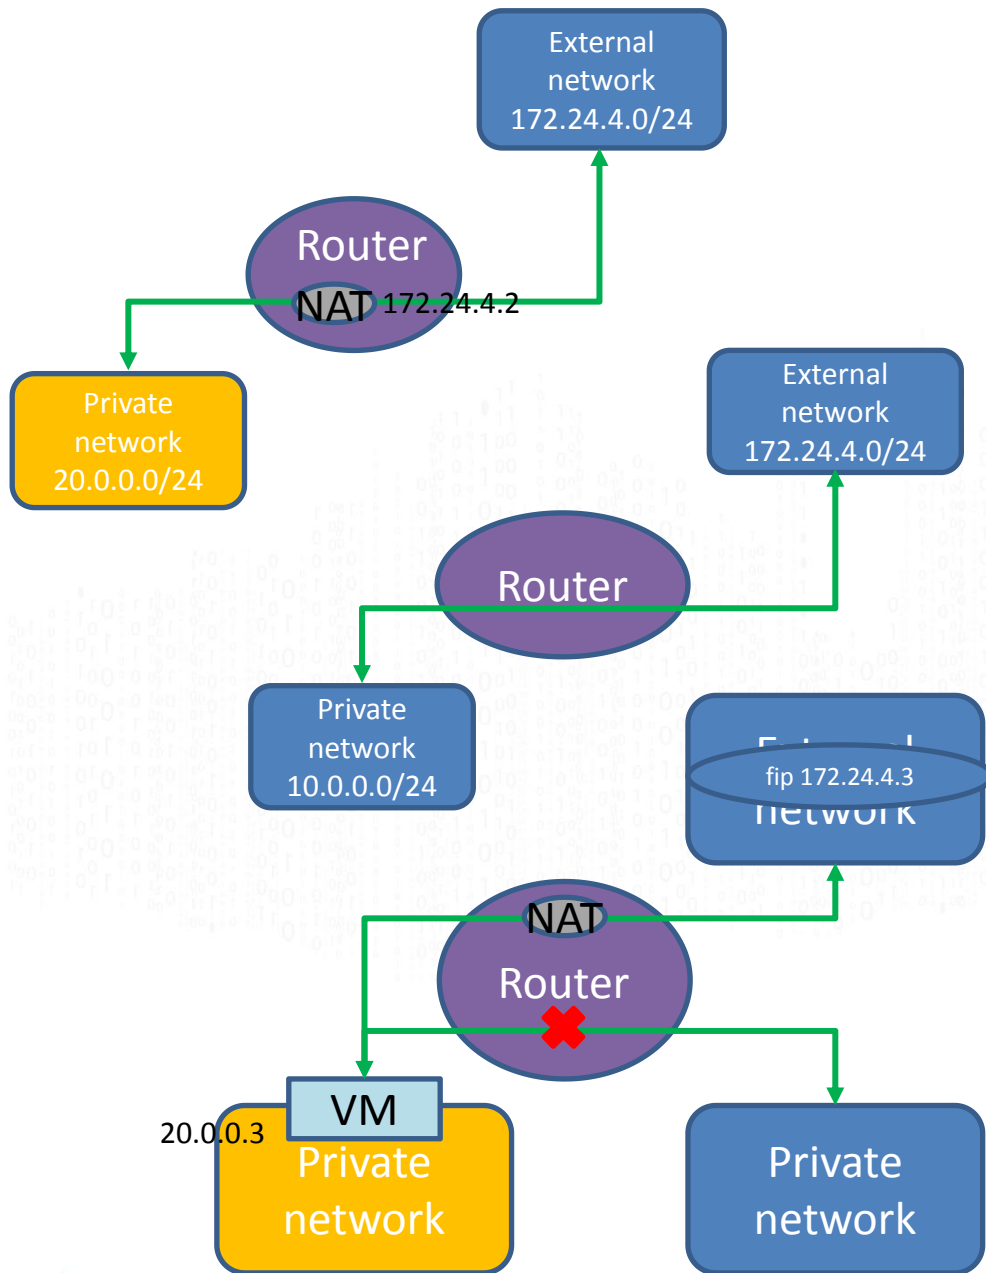 External
network
172.24.4.0/24
Router
NAT 172.24.4.2
Private
network
20.0.0.0/24
External
network
172.24.4.0/24
Router
Private
network
10.0.0.0/24
fip 172.24.4.3
network
NAT
Router
VM
20.0.0.3
Private
network
Private
network